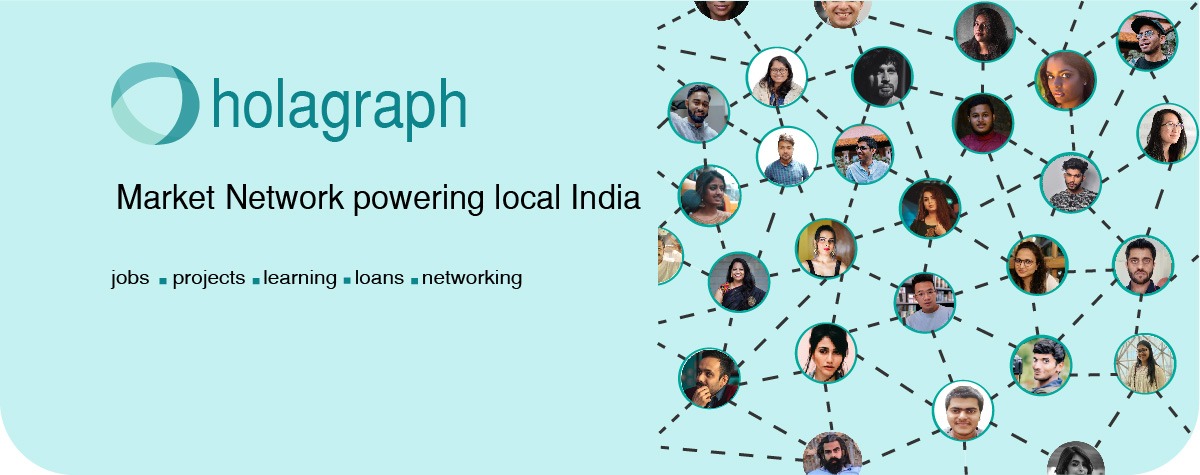 holagraph
Market Network powering local India
jobs ▪ projects ▪ learning ▪ loans ▪ networking